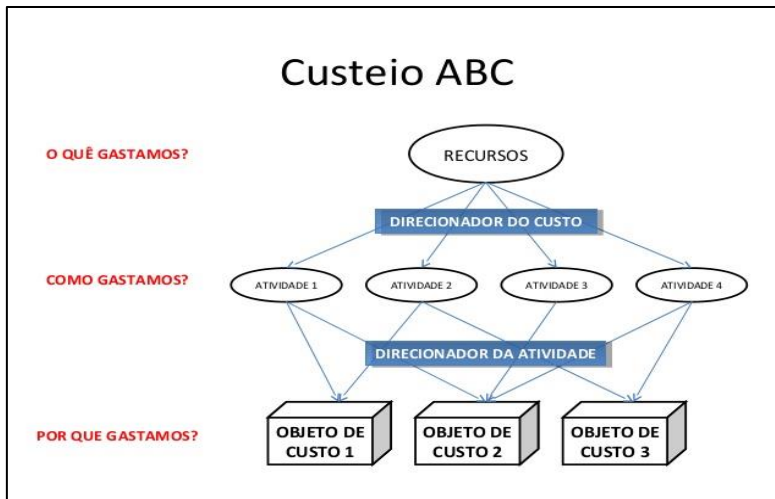 Custeio ABC
O QUÊ GASTAMOS?
RECURSOS
DIRECIONADOR DO CUSTO
COMO GASTAMOS?
ATIVIDADE 1
ATIVIDADE 2
ATIVIDADE 3
ATIVIDADE 4
DIRECIONADOR DA ATIVIDADE
POR QUE GASTAMOS?
OBJETO DE
CUSTO 1
OBJETO DE
CUSTO 2
OBJETO DE
CUSTO 3